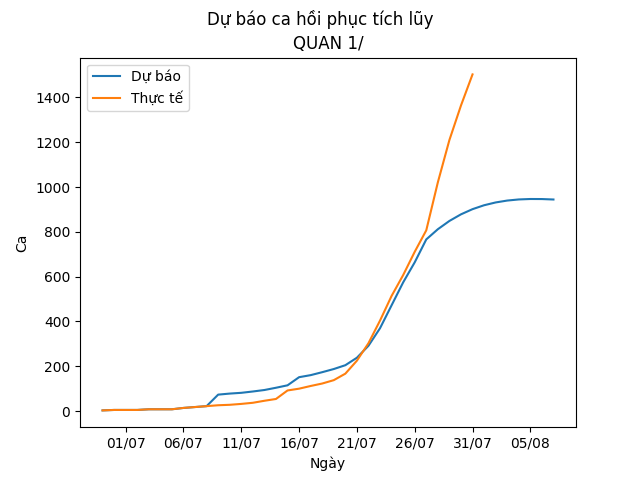 Dự báo ca hồi phục tích lũy
QUAN 1/
Dự báo
Thực tế
1400
1200
1000
800
600
400
200
0
Ca
01/07 06/07 11/07 16/07 21/07 26/07 31/07 05/08
Ngày